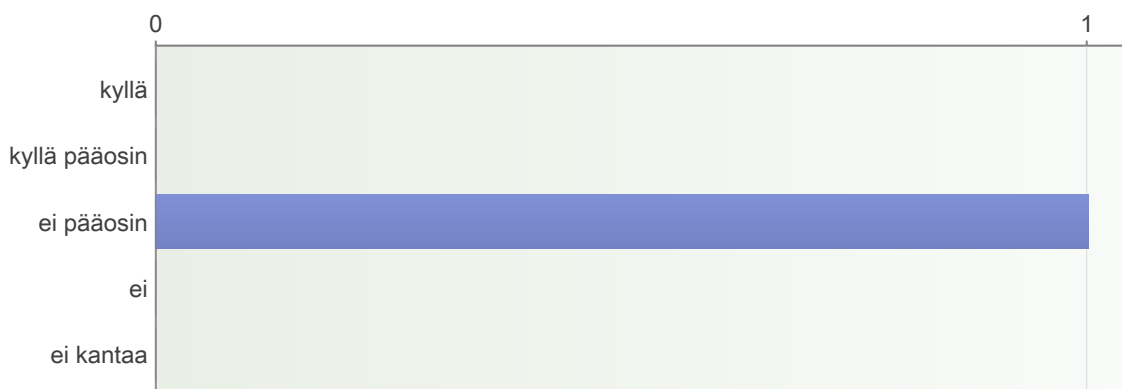 0 1
kyllä
kyllä pääosin
ei pääosin
ei
ei kantaa